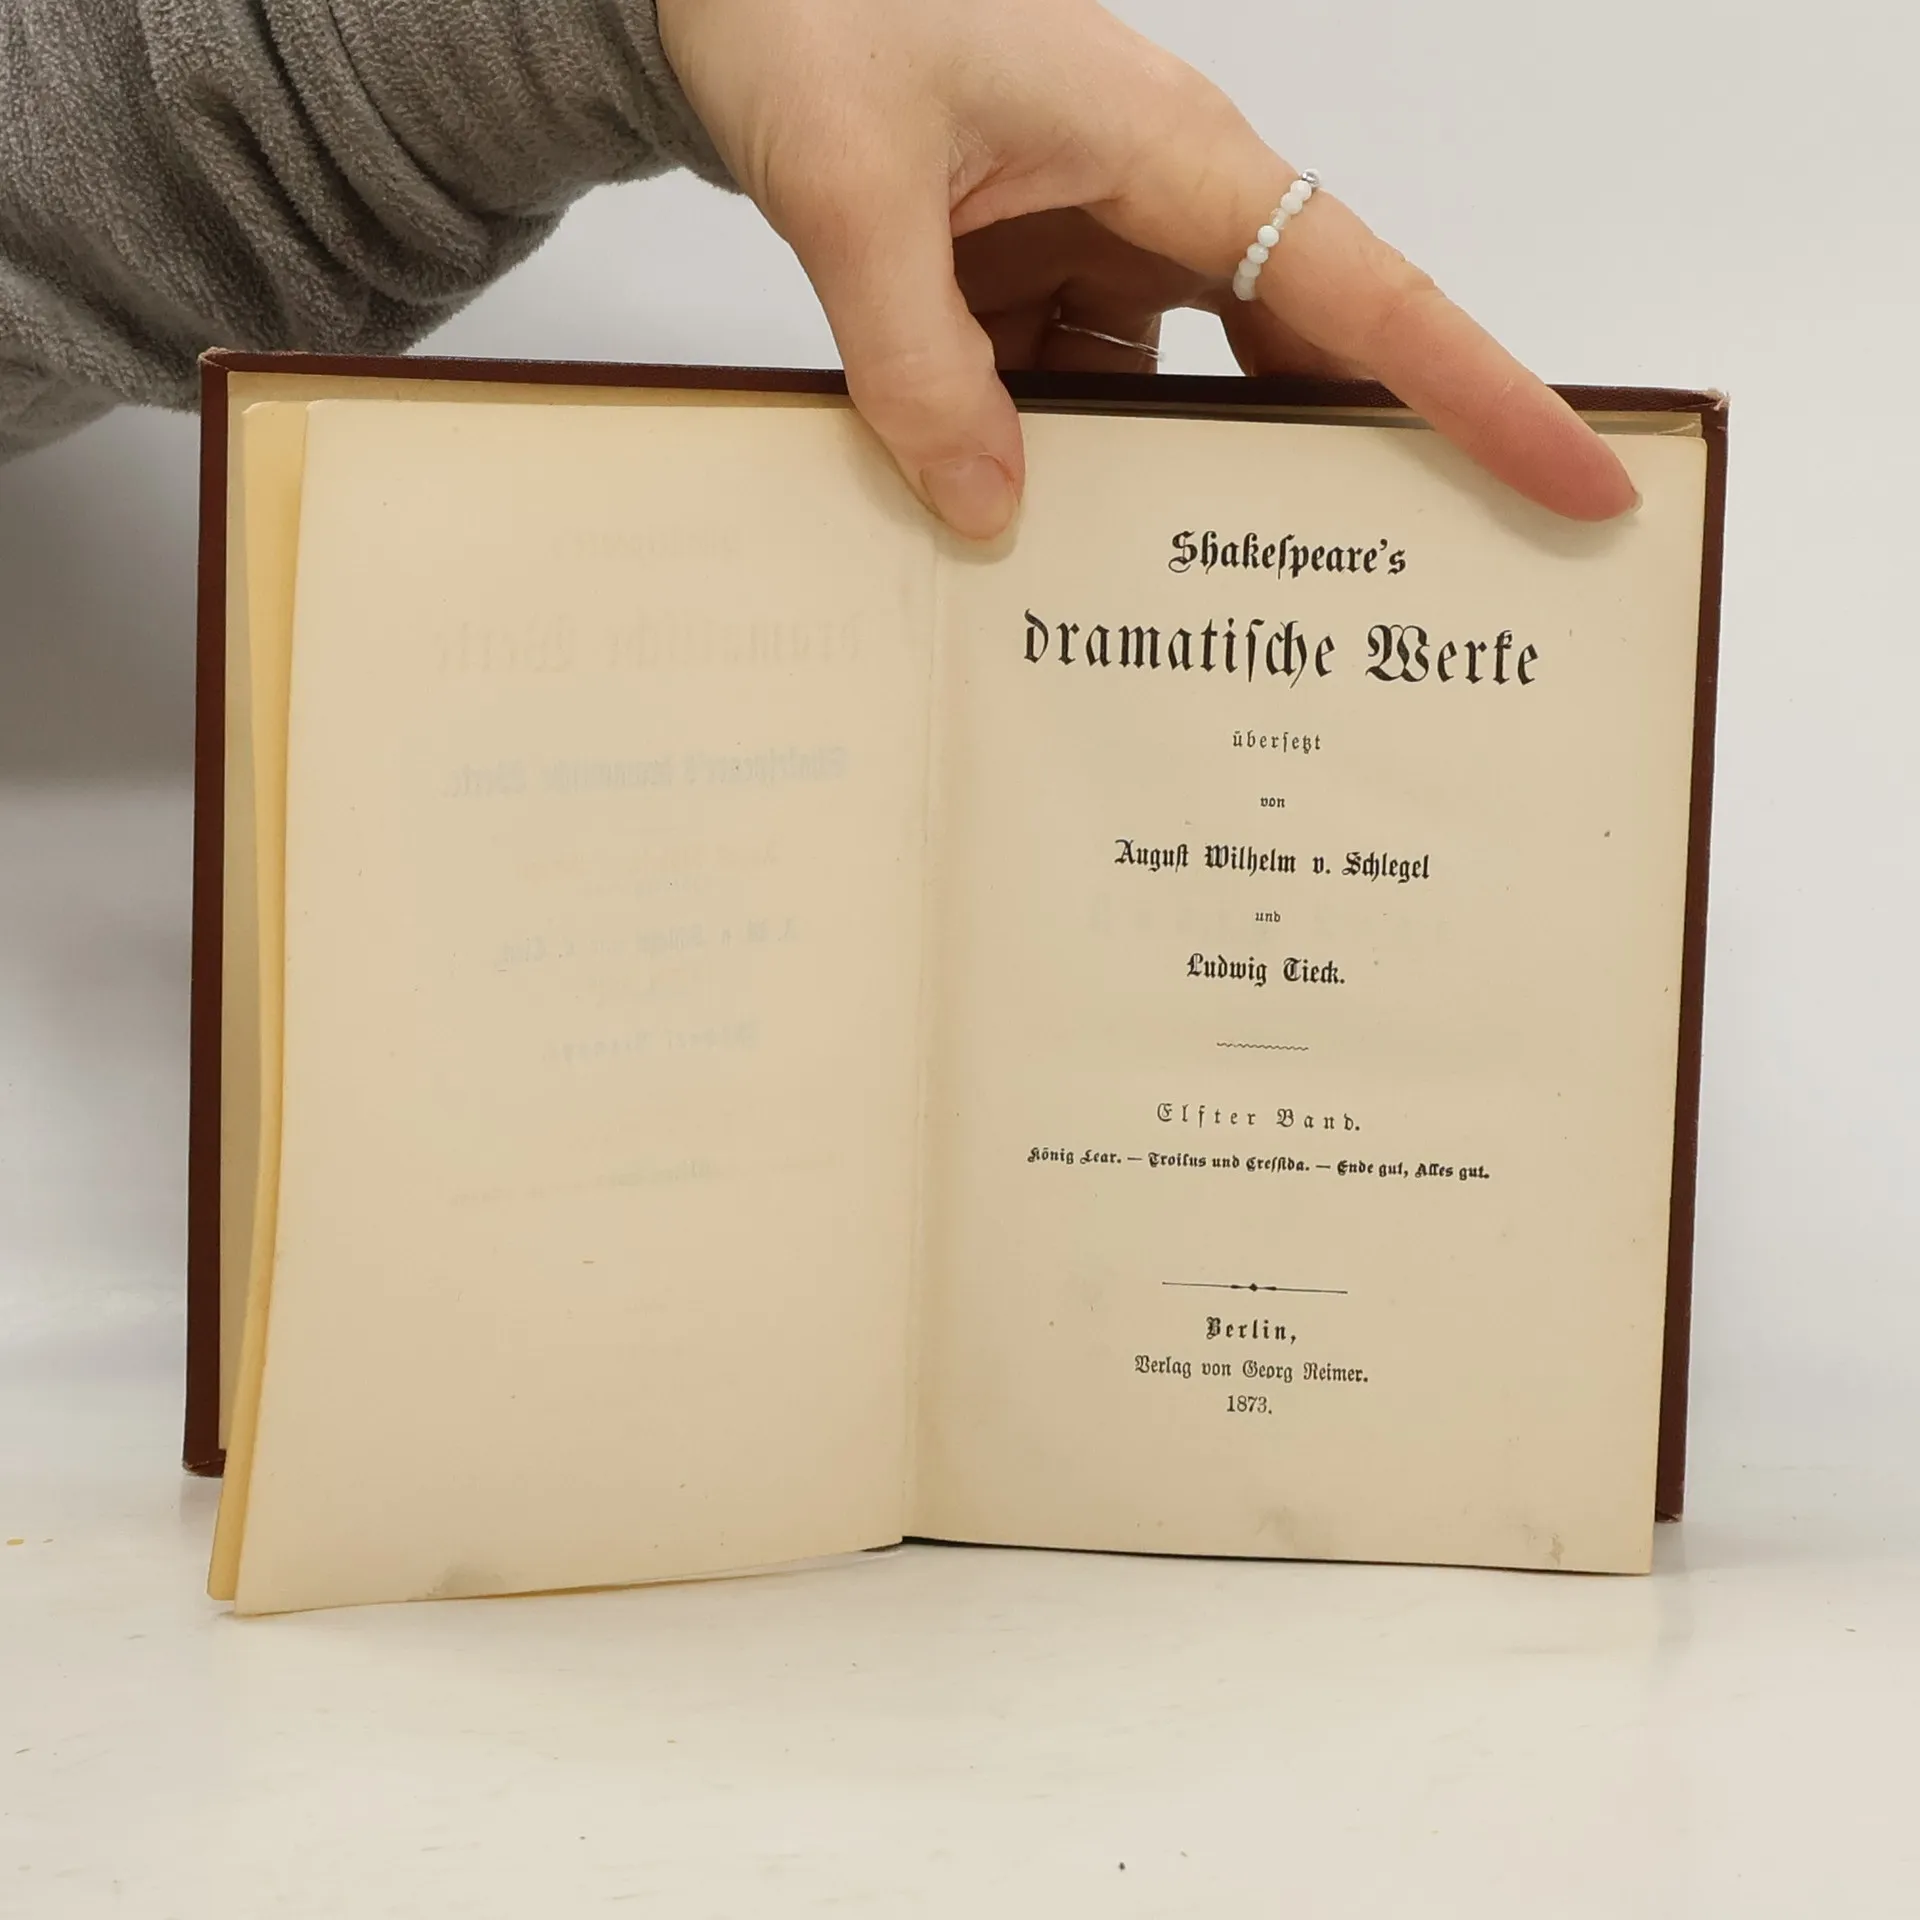 Shakeſpeare's
dramatiſche Werke
überſetzt
von
Auguſt Wilhelm v. Schlegel
und
Ludwig Tieck.
Elfter Band.
König Lear. — Troilus und Creſſida. — Ende gut, Alles gut.
Berlin,
Verlag von Georg Reimer.
1873.